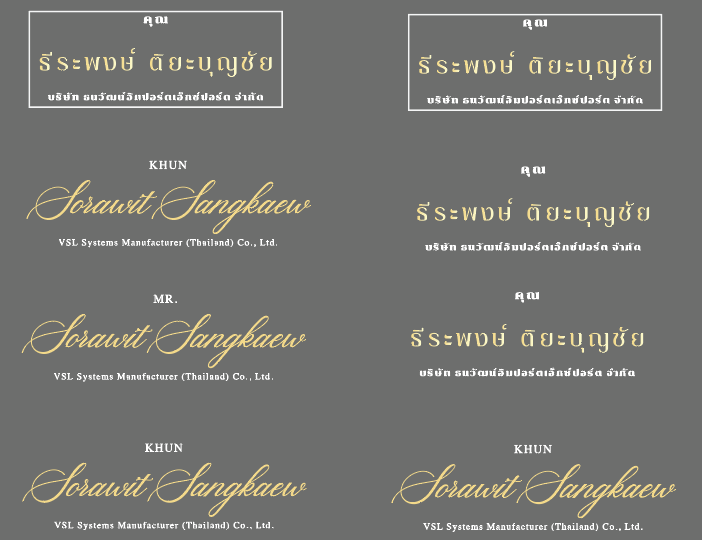 คุณ
ธีระพงษ์ ติยะบุญชัย
บริษัท ธนวัฒน์อิมปอร์ตเอ็กซ์ปอร์ต จำกัด
คุณ
ธีระพงษ์ ติยะบุญชัย
บริษัท ธนวัฒน์อิมปอร์ตเอ็กซ์ปอร์ต จำกัด
KHUN
Sorawit Sangkaew
VSL Systems Manufacturer (Thailand) Co., Ltd.
คุณ
ธีระพงษ์ ติยะบุญชัย
บริษัท ธนวัฒน์อิมปอร์ตเอ็กซ์ปอร์ต จำกัด
MR.
Sorawit Sangkaew
VSL Systems Manufacturer (Thailand) Co., Ltd.
คุณ
ธีระพงษ์ ติยะบุญชัย
บริษัท ธนวัฒน์อิมปอร์ตเอ็กซ์ปอร์ต จำกัด
KHUN
Sorawit Sangkaew
VSL Systems Manufacturer (Thailand) Co., Ltd.
KHUN
Sorawit Sangkaew
VSL Systems Manufacturer (Thailand) Co., Ltd.